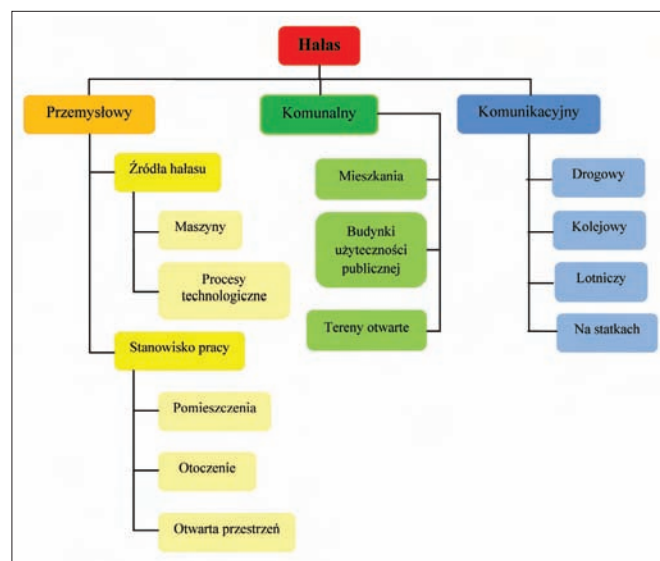 Hałas
Przemysłowy
Komunalny
Komunikacyjny
Źródła hałasu
Maszyny
Procesy
technologiczne
Stanowisko pracy
Pomieszczenia
Otoczenie
Otwarta przestrzeń
Mieszkania
Budynki
użyteczności
publicznej
Tereny otwarte
Drogowy
Kolejowy
Lotniczy
Na statkach